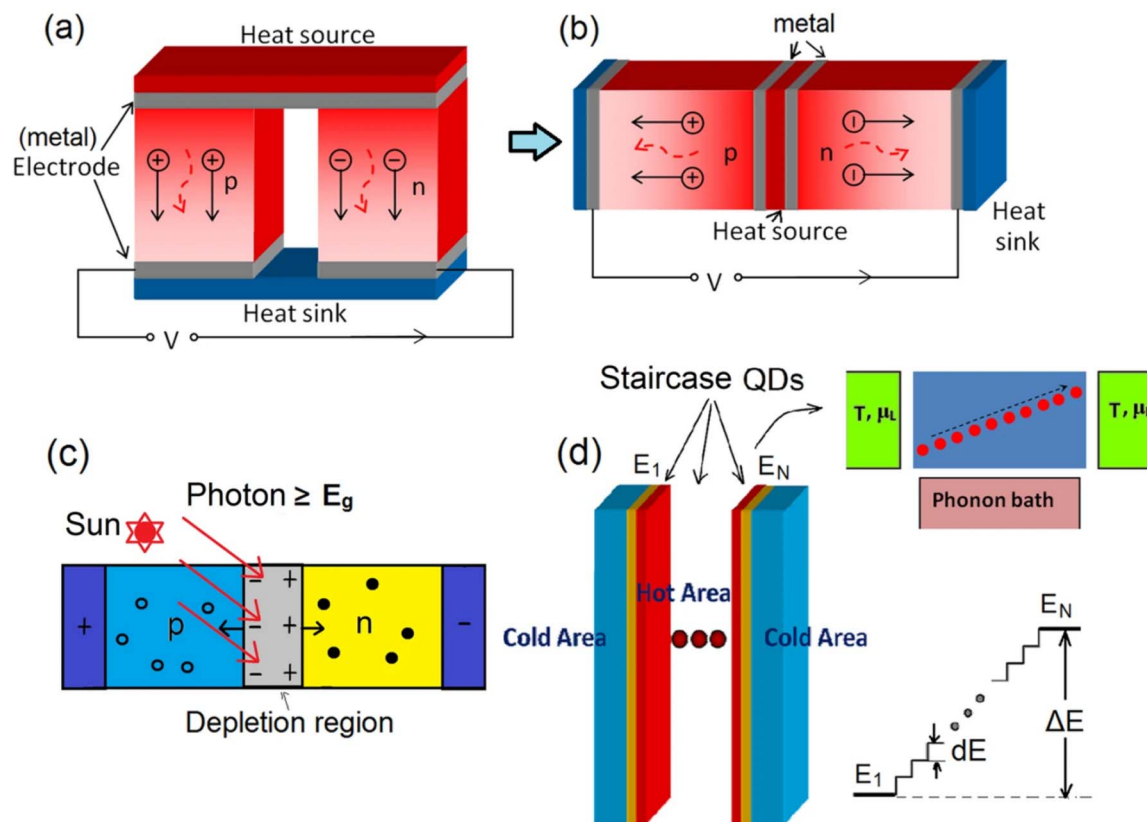 (a)
Heat source
(metal)
Electrode
+ + p
− − n
Heat sink
V
(b)
metal
+ p n −
+ −
Heat source
Heat
sink
V
(c)
Sun
Photon ≥ Eg
− +
+ p − + n −
− +
Depletion region
(d)
Staircase QDs
E1
EN
Hot Area
Cold Area
Cold Area
T, μL
T, μ
Phonon bath
EN
ΔE
dE
E1